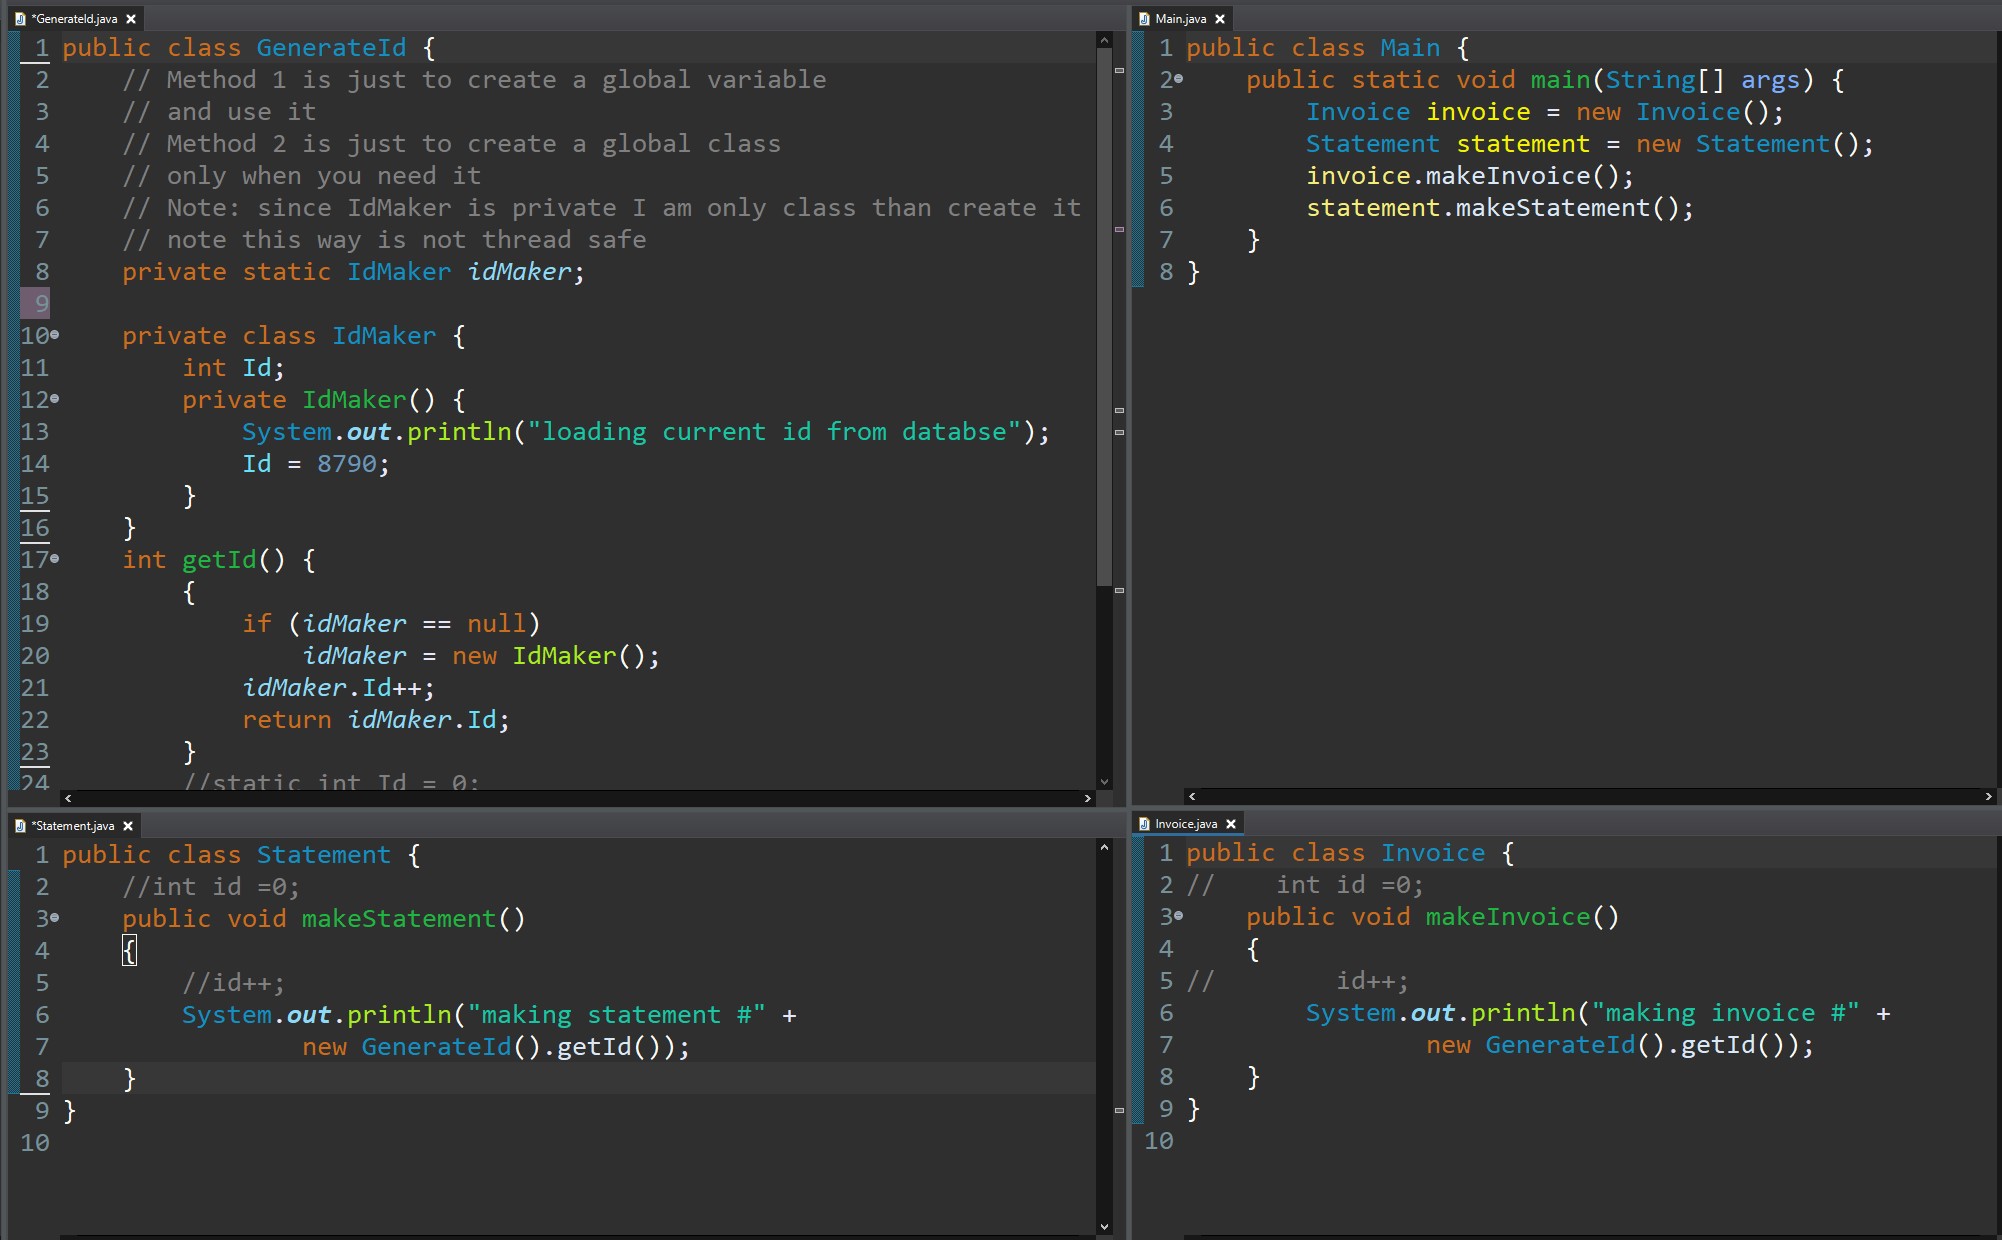 *GenerateId.java
1 public class GenerateId {
2 // Method 1 is just to create a global variable
3 // and use it
4 // Method 2 is just to create a global class
5 // only when you need it
6 // Note: since IdMaker is private I am only class than create it
7 // note this way is not thread safe
8 private static IdMaker idMaker;
9
10 private class IdMaker {
11 int Id;
12 private IdMaker() {
13 System.out.println("loading current id from databse");
14 Id = 8790;
15 }
16 }
17 int getId() {
18 {
19 if (idMaker == null)
20 idMaker = new IdMaker();
21 idMaker.Id++;
22 return idMaker.Id;
23 }
24 //static int Id = 0;
Main.java
1 public class Main {
2 public static void main(String[] args) {
3 Invoice invoice = new Invoice();
4 Statement statement = new Statement();
5 invoice.makeInvoice();
6 statement.makeStatement();
7 }
8 }
*Statement.java
1 public class Statement {
2 //int id =0;
3 public void makeStatement()
4 {
5 //id++;
6 System.out.println("making statement #" +
7 new GenerateId().getId());
8 }
9 }
10
Invoice.java
1 public class Invoice {
2 // int id =0;
3 public void makeInvoice()
4 {
5 // id++;
6 System.out.println("making invoice #" +
7 new GenerateId().getId());
8 }
9 }
10